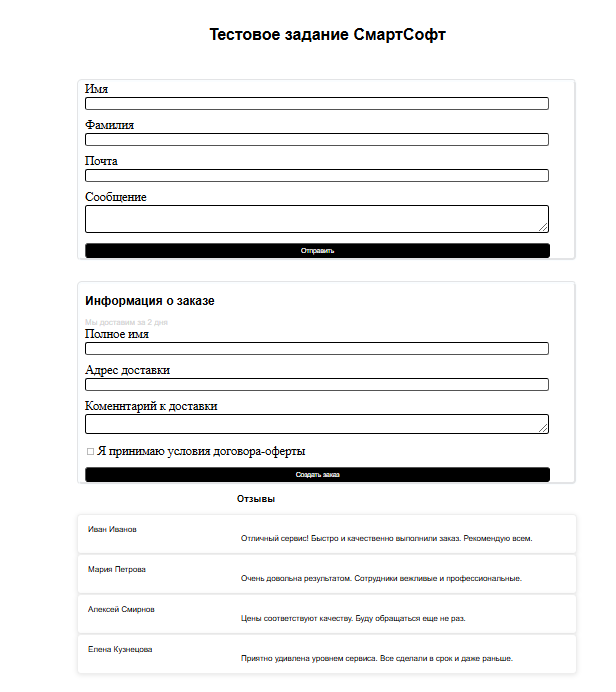 Тестовое задание СмартСофт
Имя
Фамилия
Почта
Сообщение
Отправить
Информация о заказе
Мы доставим за 2 дня
Полное имя
Адрес доставки
Коменнтарий к доставки
Я принимаю условия договора-оферты
Создать заказ
Отзывы
Иван Иванов
Отличный сервис! Быстро и качественно выполнили заказ. Рекомендую всем.
Мария Петрова
Очень довольна результатом. Сотрудники вежливые и профессиональные.
Алексей Смирнов
Цены соответствуют качеству. Буду обращаться еще не раз.
Елена Кузнецова
Приятно удивлена уровнем сервиса. Все сделали в срок и даже раньше.